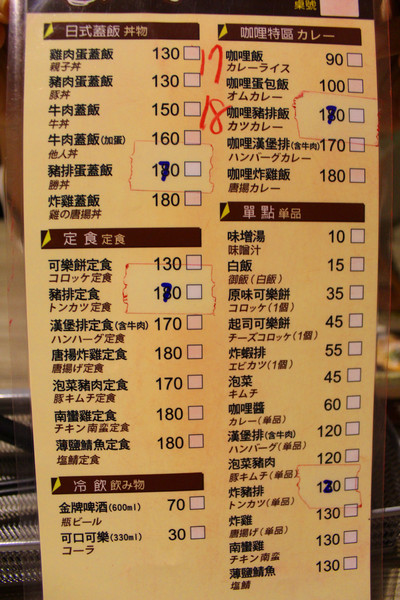 桌號
日式蓋飯 丼物
雞肉蛋蓋飯 130
親子丼
豬肉蛋蓋飯 130
豚丼
牛肉蓋飯 150
牛丼
牛肉蓋飯(加蛋) 160
他人丼
豬排蛋蓋飯 170
勝丼
炸雞蓋飯 180
雞の唐揚丼
定食 定食
可樂餅定食 130
コロッケ定食
豬排定食 170
トンカツ定食
漢堡排定食(含牛肉) 170
ハンバーグ定食
唐揚炸雞定食 180
唐揚げ定食
泡菜豬肉定食 170
豚キムチ定食
南蠻雞定食 180
チキン南蛮定食
薄鹽鯖魚定食 180
塩鯖定食
冷飲 飲み物
金牌啤酒(600ml) 70
瓶ビール
可口可樂(330ml) 30
コーラ
17
18
咖哩特區 カレー
咖哩飯 90
カレーライス
咖哩蛋包飯 100
オムカレー
咖哩豬排飯 170
カツカレー
咖哩漢堡排(含牛肉) 170
ハンバーグカレー
咖哩炸雞飯 180
唐揚カレー
單點 単品
味增湯 10
味噌汁
白飯 15
御飯(白飯)
原味可樂餅 35
コロッケ(1個)
起司可樂餅 45
チーズコロッケ(1個)
炸蝦排 55
エビカツ(1個)
泡菜 45
キムチ
咖哩醬 60
カレー(単品)
漢堡排(含牛肉) 120
ハンバーグ(単品)
泡菜豬肉 120
豚キムチ(単品)
炸豬排 120
トンカツ(単品)
炸雞 130
唐揚げ(単品)
南蠻雞 130
チキン南蛮
薄鹽鯖魚 130
塩鯖